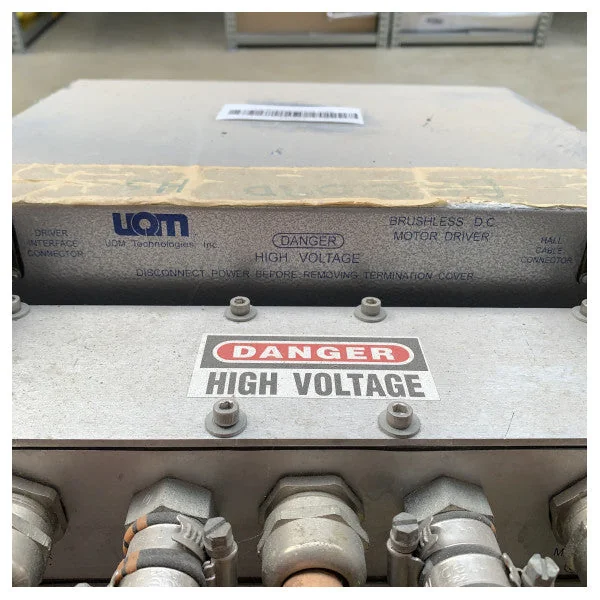 UQM
UQM Technologies, Inc.
DRIVER
INTERFACE
CONNECTOR
DANGER
HIGH VOLTAGE
BRUSHLESS D.C.
MOTOR DRIVER
HALL
CABLE
CONNECTOR
DISCONNECT POWER BEFORE REMOVING TERMINATION COVER
DANGER
HIGH VOLTAGE